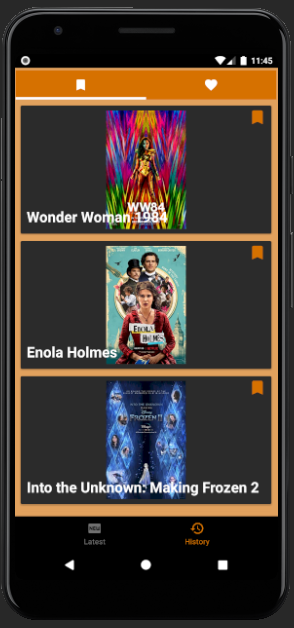 11:45
WW84
Wonder Woman 1984
ENOLA
HOLMES
Enola Holmes
Disney
FROZEN II
Into the Unknown: Making Frozen 2
NEW
Latest
History